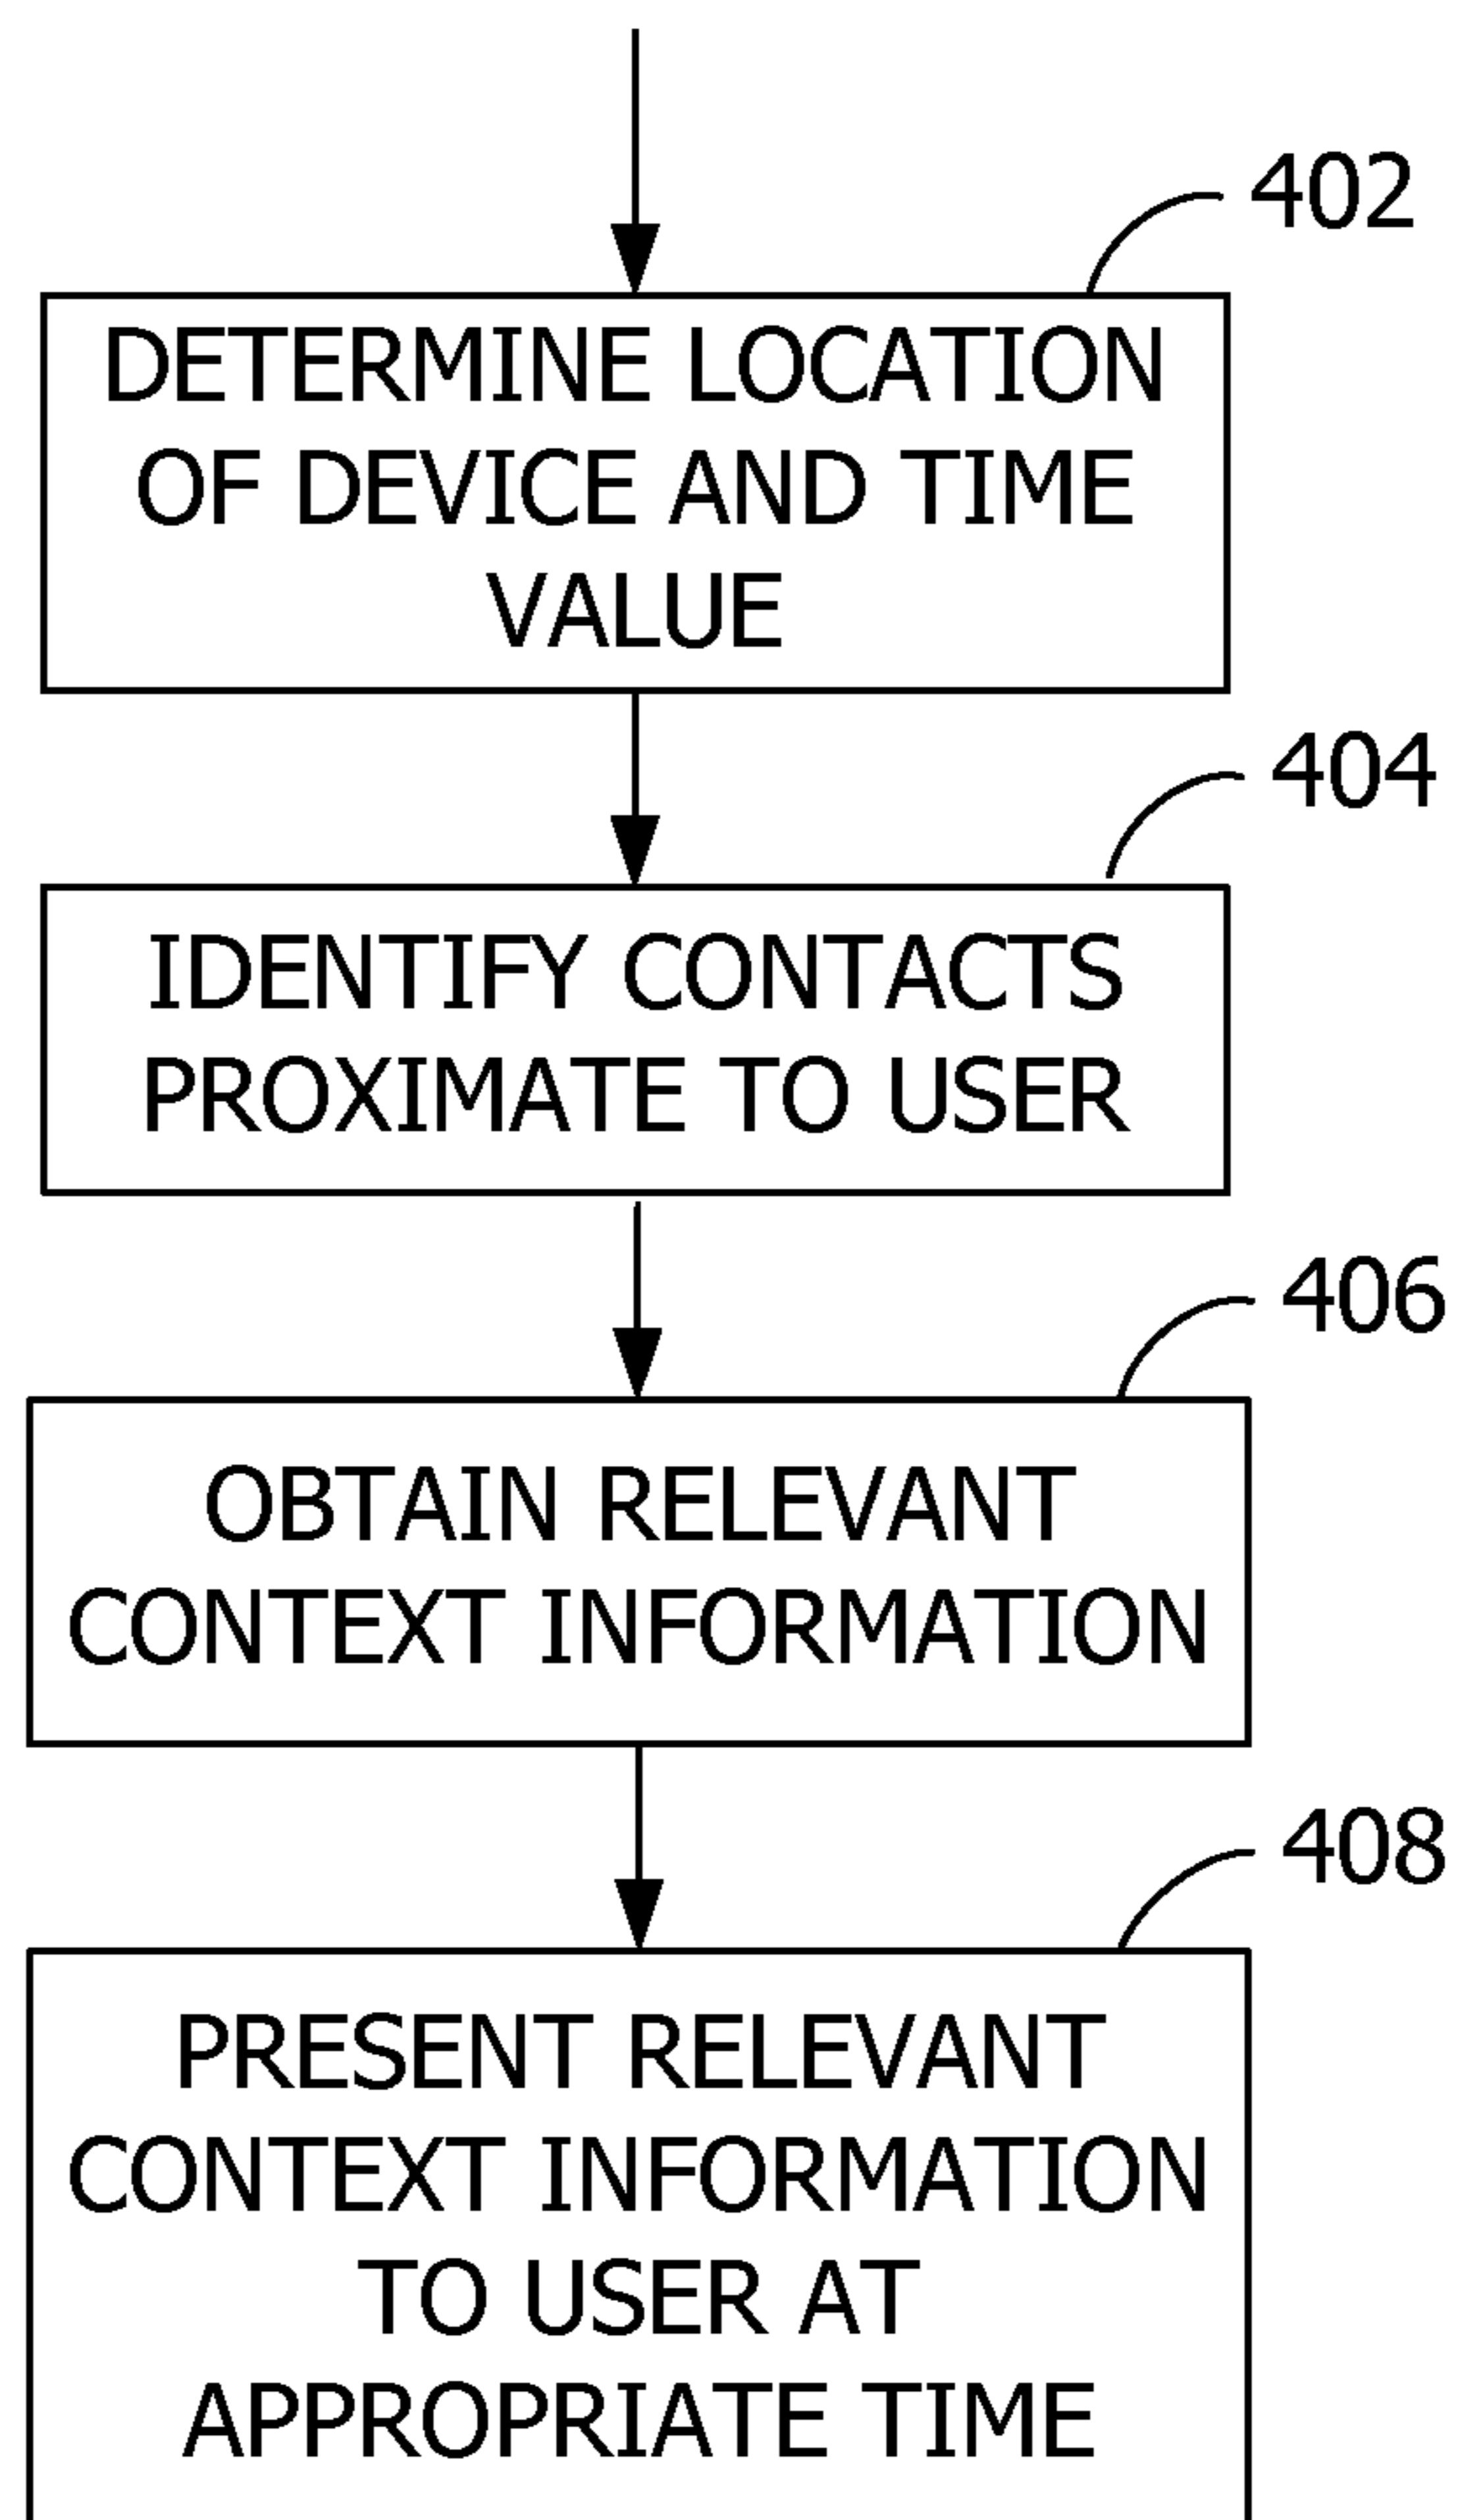 402
DETERMINE LOCATION
OF DEVICE AND TIME
VALUE
404
IDENTIFY CONTACTS
PROXIMATE TO USER
406
OBTAIN RELEVANT
CONTEXT INFORMATION
408
PRESENT RELEVANT
CONTEXT INFORMATION
TO USER AT
APPROPRIATE TIME